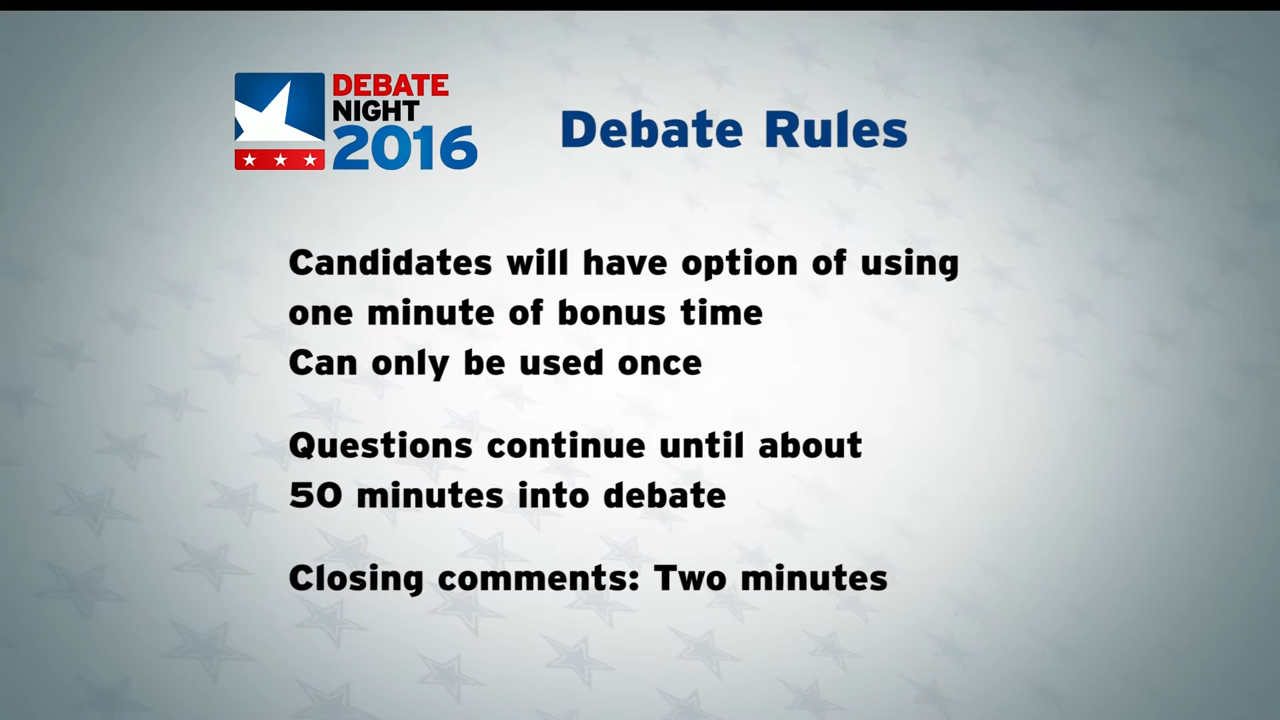 DEBATE
NIGHT
2016
Debate Rules
Candidates will have option of using
one minute of bonus time
Can only be used once
Questions continue until about
50 minutes into debate
Closing comments: Two minutes